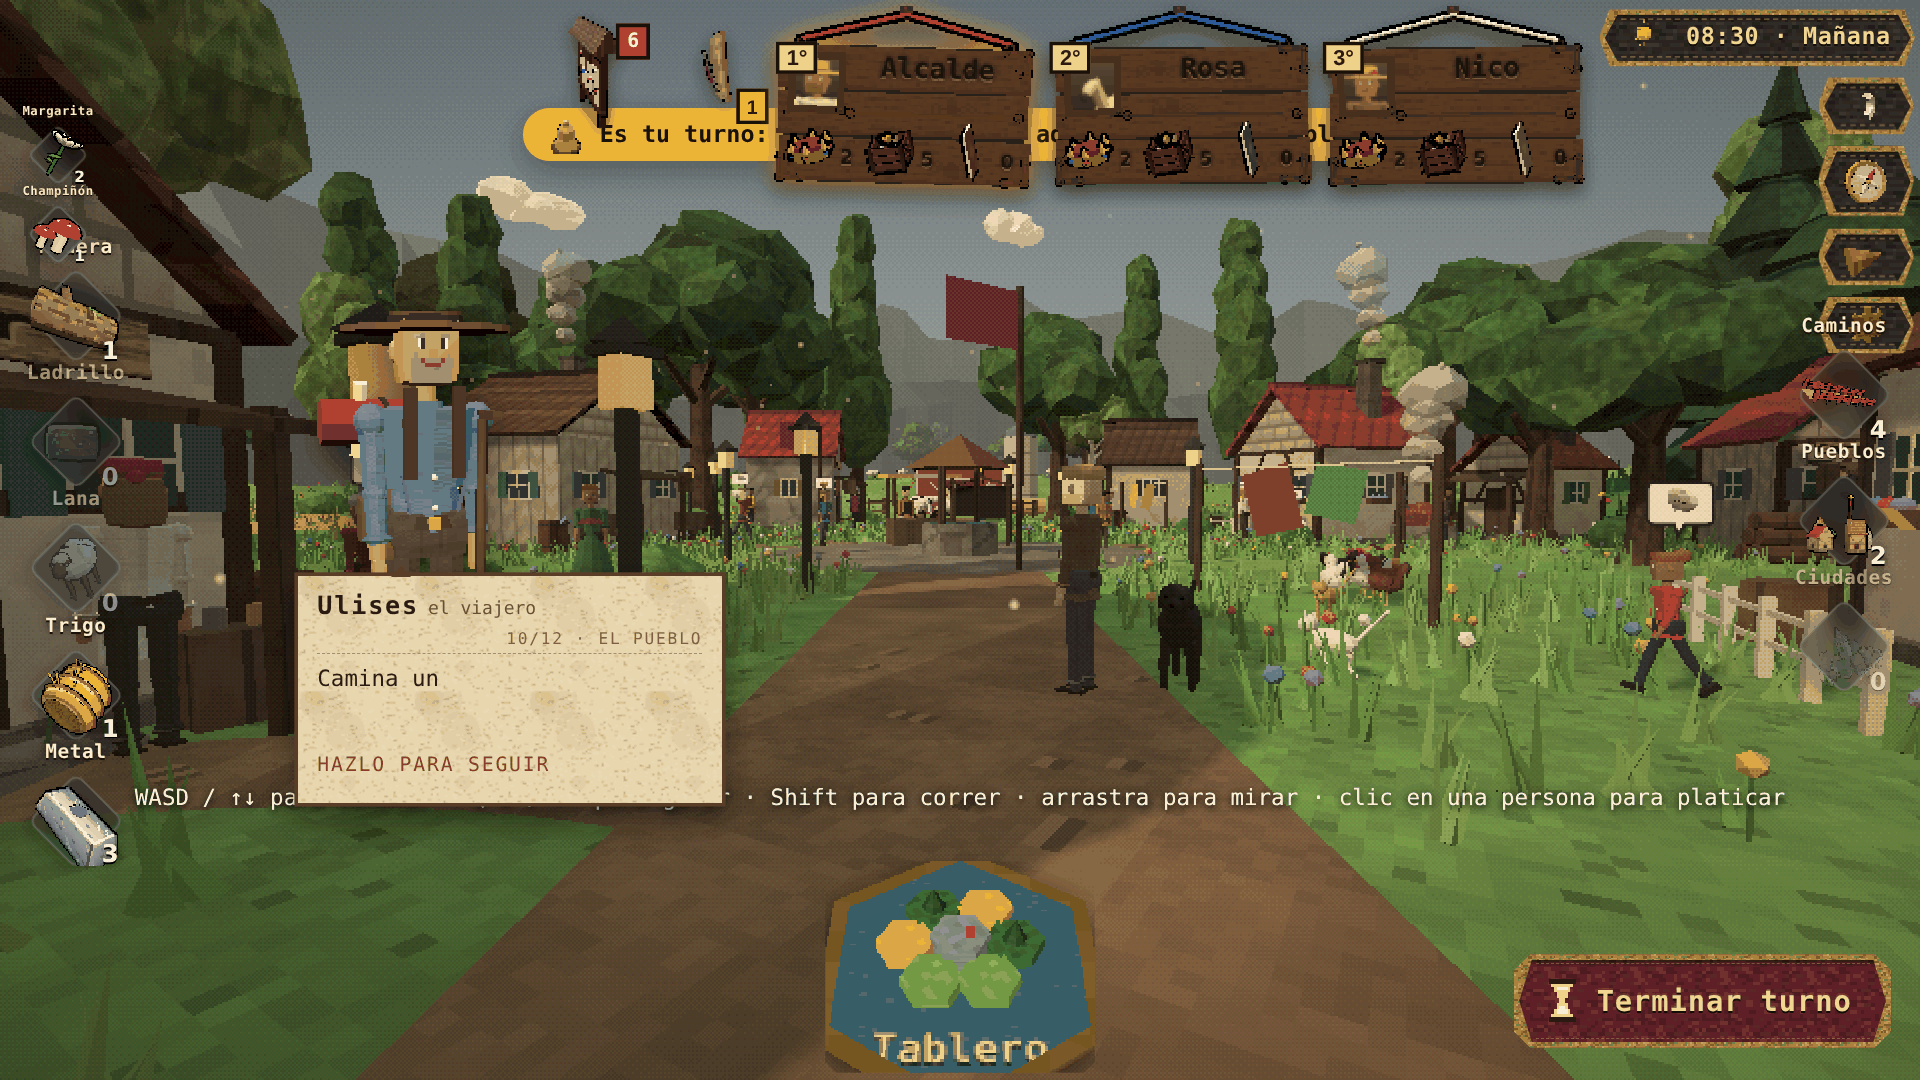 6
1
1° Alcalde
2 5 0
2° Rosa
2 5 0
3° Nico
2 5 0
08:30 · Mañana
Es tu turno:
Margarita
2
Champiñón
1
1
Ladrillo
0
Lana
0
Trigo
1
Metal
3
Caminos
4
Pueblos
2
Ciudades
0
Ulises el viajero
10/12 · EL PUEBLO
Camina un
HAZLO PARA SEGUIR
WASD / ↑↓ · Shift para correr · arrastra para mirar · clic en una persona para platicar
Tablero
Terminar turno